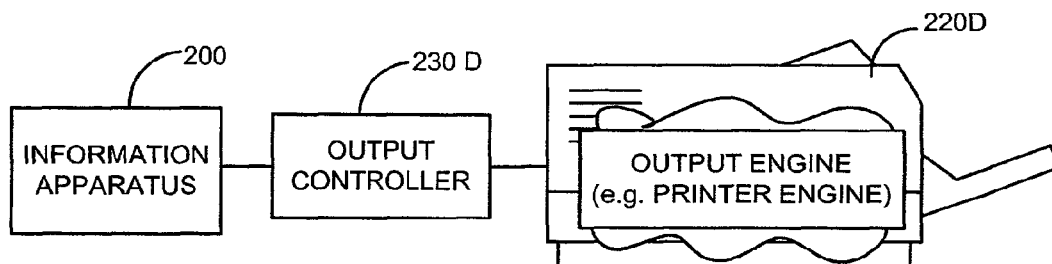 200
230 D
220D
INFORMATION
APPARATUS
OUTPUT
CONTROLLER
OUTPUT ENGINE
(e.g. PRINTER ENGINE)